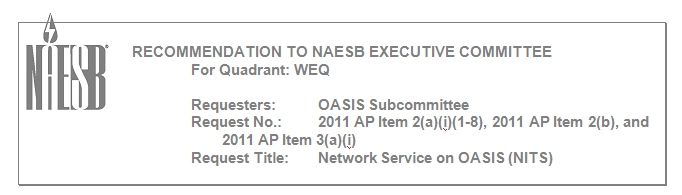 NAESB
RECOMMENDATION TO NAESB EXECUTIVE COMMITTEE
For Quadrant: WEQ
Requesters: OASIS Subcommittee
Request No.: 2011 AP Item 2(a)(i)(1-8), 2011 AP Item 2(b), and
2011 AP Item 3(a)(i)
Request Title: Network Service on OASIS (NITS)